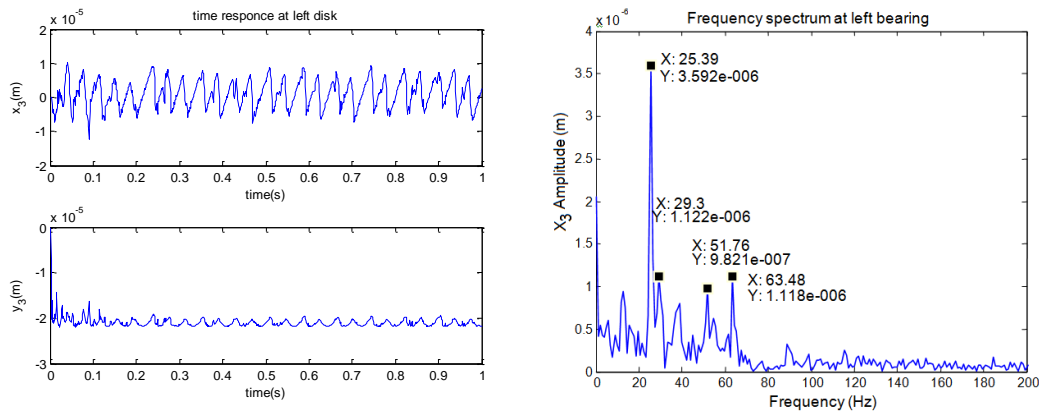 time responce at left disk
x 10^-5
2
1
0
-1
-2
x_3(m)
0 0.1 0.2 0.3 0.4 0.5 0.6 0.7 0.8 0.9 1
time(s)
x 10^-5
0
-1
-2
-3
y_3(m)
0 0.1 0.2 0.3 0.4 0.5 0.6 0.7 0.8 0.9 1
time(s)
x 10^-6
Frequency spectrum at left bearing
4
3.5
3
2.5
2
1.5
1
0.5
0
X_3 Amplitude (m)
X: 25.39
Y: 3.592e-006
X: 29.3
Y: 1.122e-006
X: 51.76
Y: 9.821e-007
X: 63.48
Y: 1.118e-006
0 20 40 60 80 100 120 140 160 180 200
Frequency (Hz)